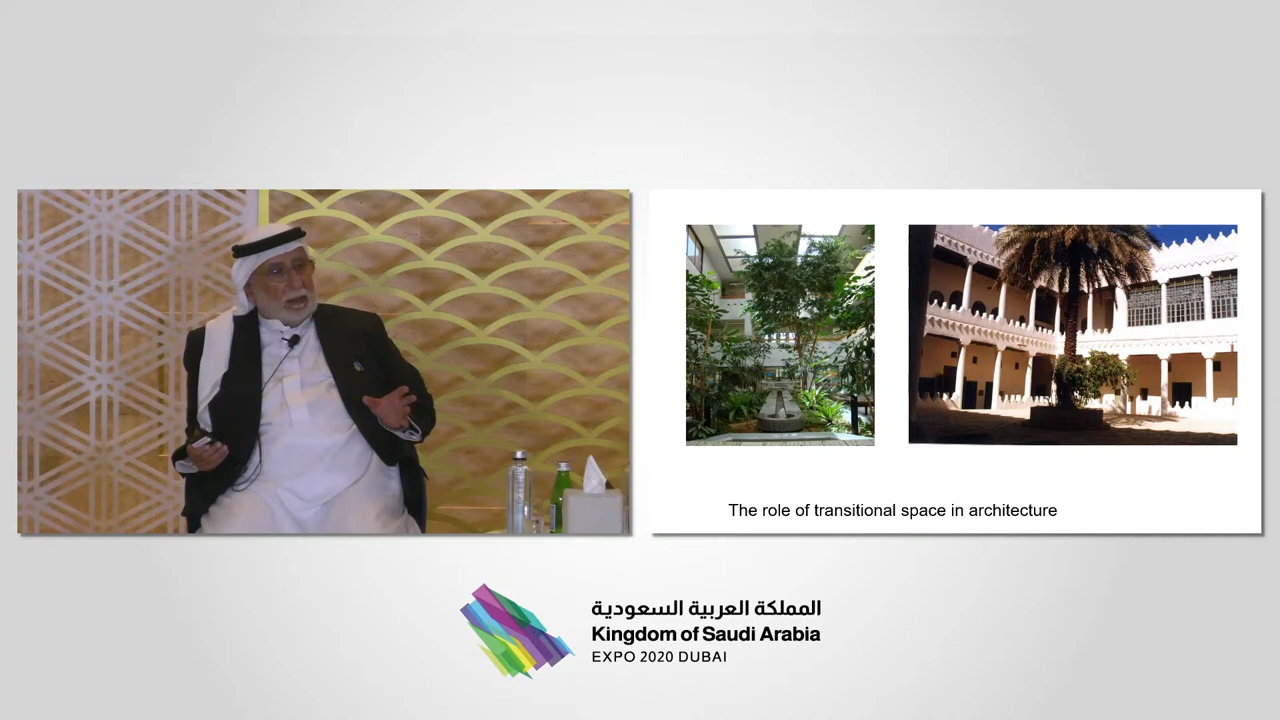 The role of transitional space in architecture
المملكة العربية السعودية
Kingdom of Saudi Arabia
EXPO 2020 DUBAI